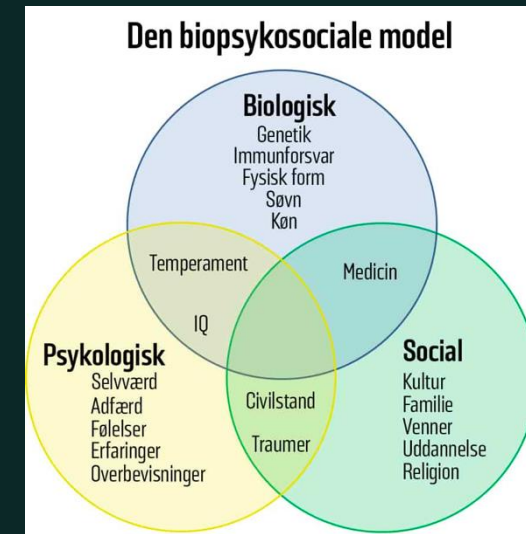 Den biopsykosociale model
Biologisk
Genetik
Immunforsvar
Fysisk form
Søvn
Køn
Temperament
IQ
Medicin
Psykologisk
Selvværd
Adfærd
Følelser
Erfaringer
Overbevisninger
Civilstand
Traumer
Social
Kultur
Familie
Venner
Uddannelse
Religion